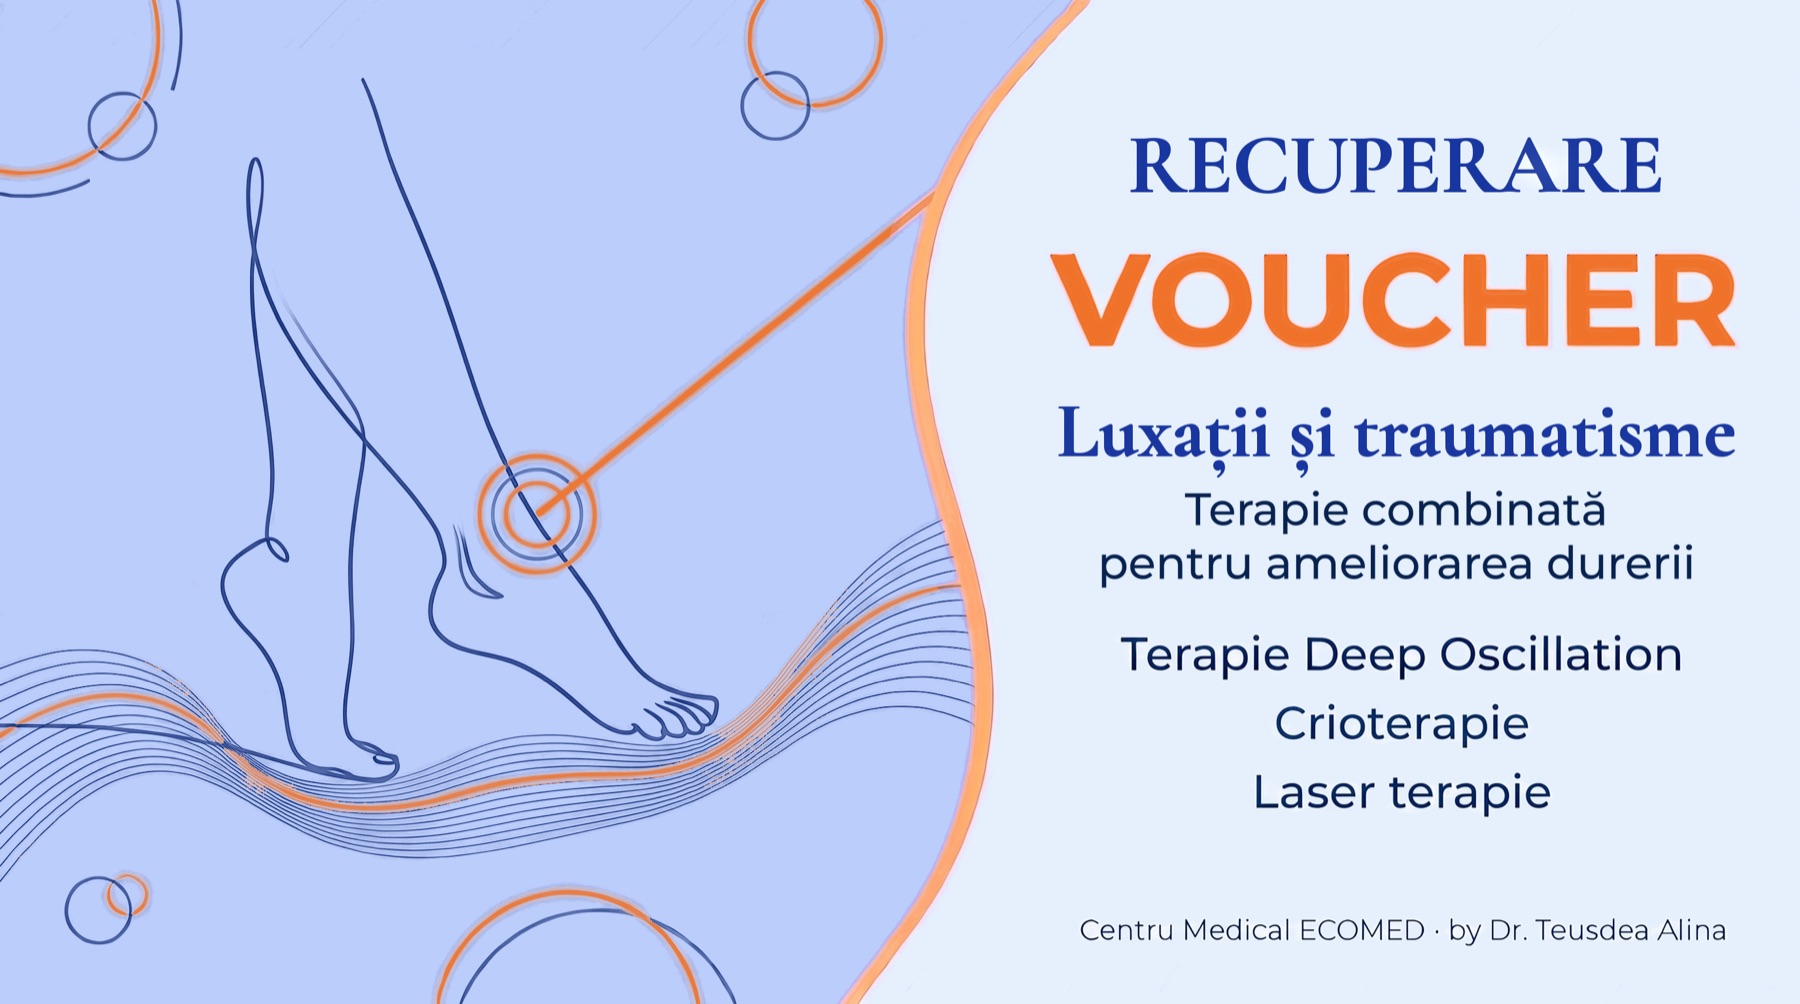 RECUPERARE
VOUCHER
Luxații și traumatisme
Terapie combinată
pentru ameliorarea durerii
Terapie Deep Oscillation
Crioterapie
Laser terapie
Centru Medical ECOMED · by Dr. Teusdea Alina